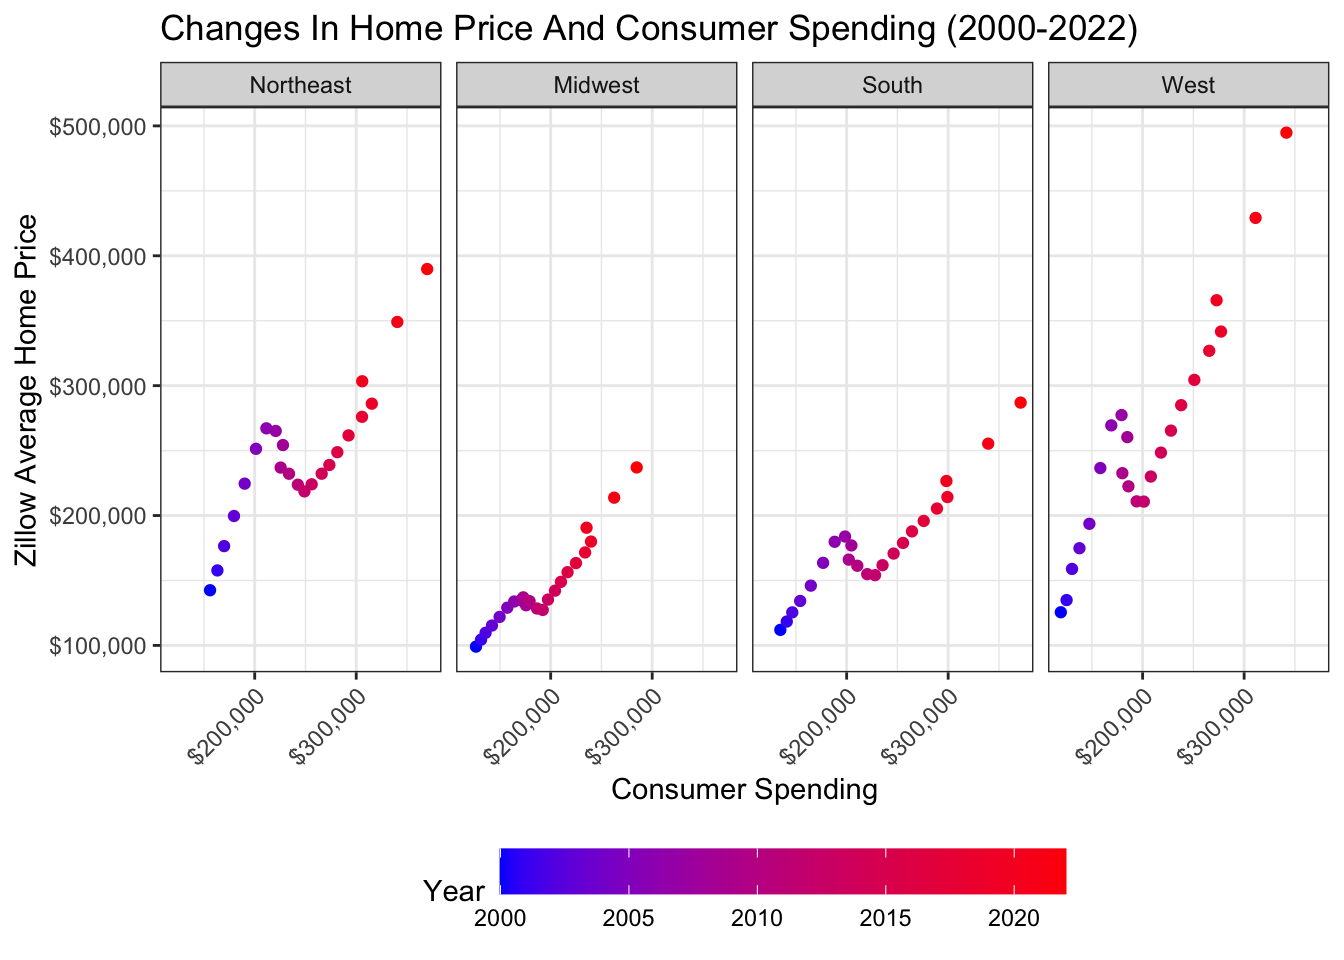 Changes In Home Price And Consumer Spending (2000-2022)
Northeast
Midwest
South
West
Zillow Average Home Price
$500,000
$400,000
$300,000
$200,000
$100,000
$200,000
$300,000
$200,000
$300,000
$200,000
$300,000
$200,000
$300,000
Consumer Spending
Year
2000
2005
2010
2015
2020